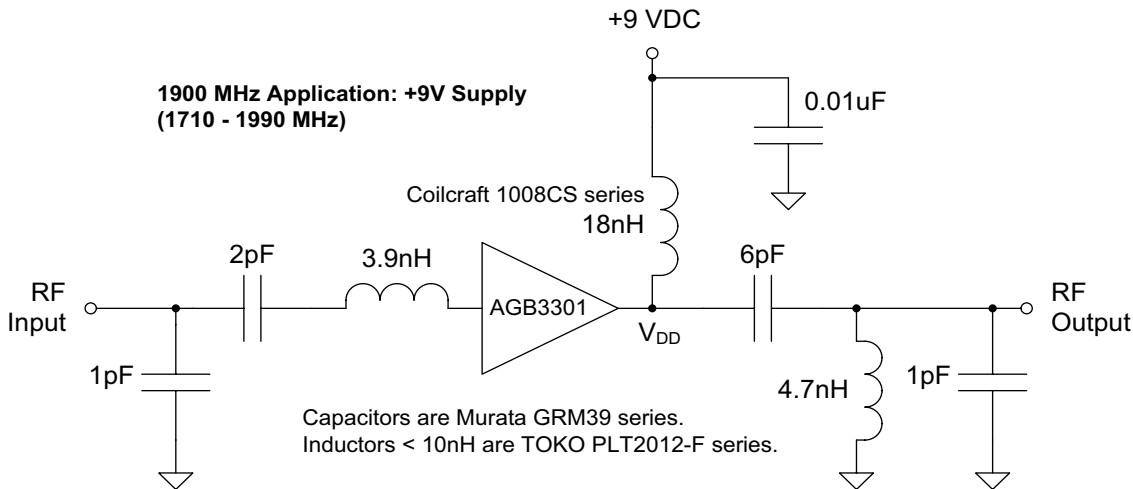 +9 VDC
1900 MHz Application: +9V Supply
(1710 - 1990 MHz)
0.01uF
Coilcraft 1008CS series
18nH
2pF
3.9nH
6pF
RF
Input
AGB3301
VDD
RF
Output
1pF
4.7nH
1pF
Capacitors are Murata GRM39 series.
Inductors < 10nH are TOKO PLT2012-F series.